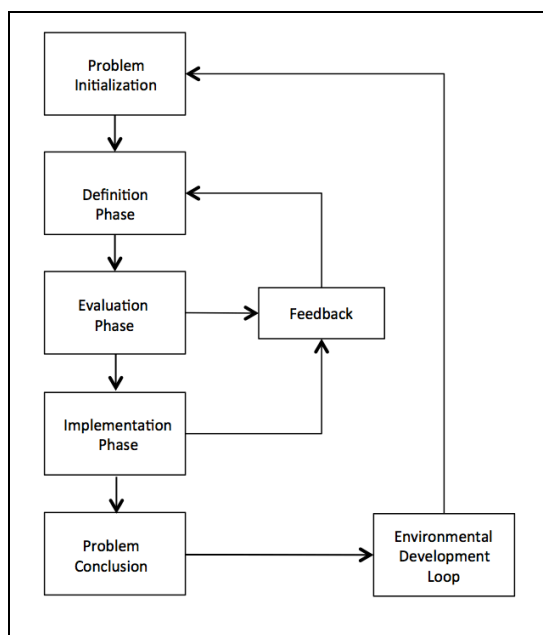 Problem
Initialization
Definition
Phase
Evaluation
Phase
Feedback
Implementation
Phase
Problem
Conclusion
Environmental
Development
Loop